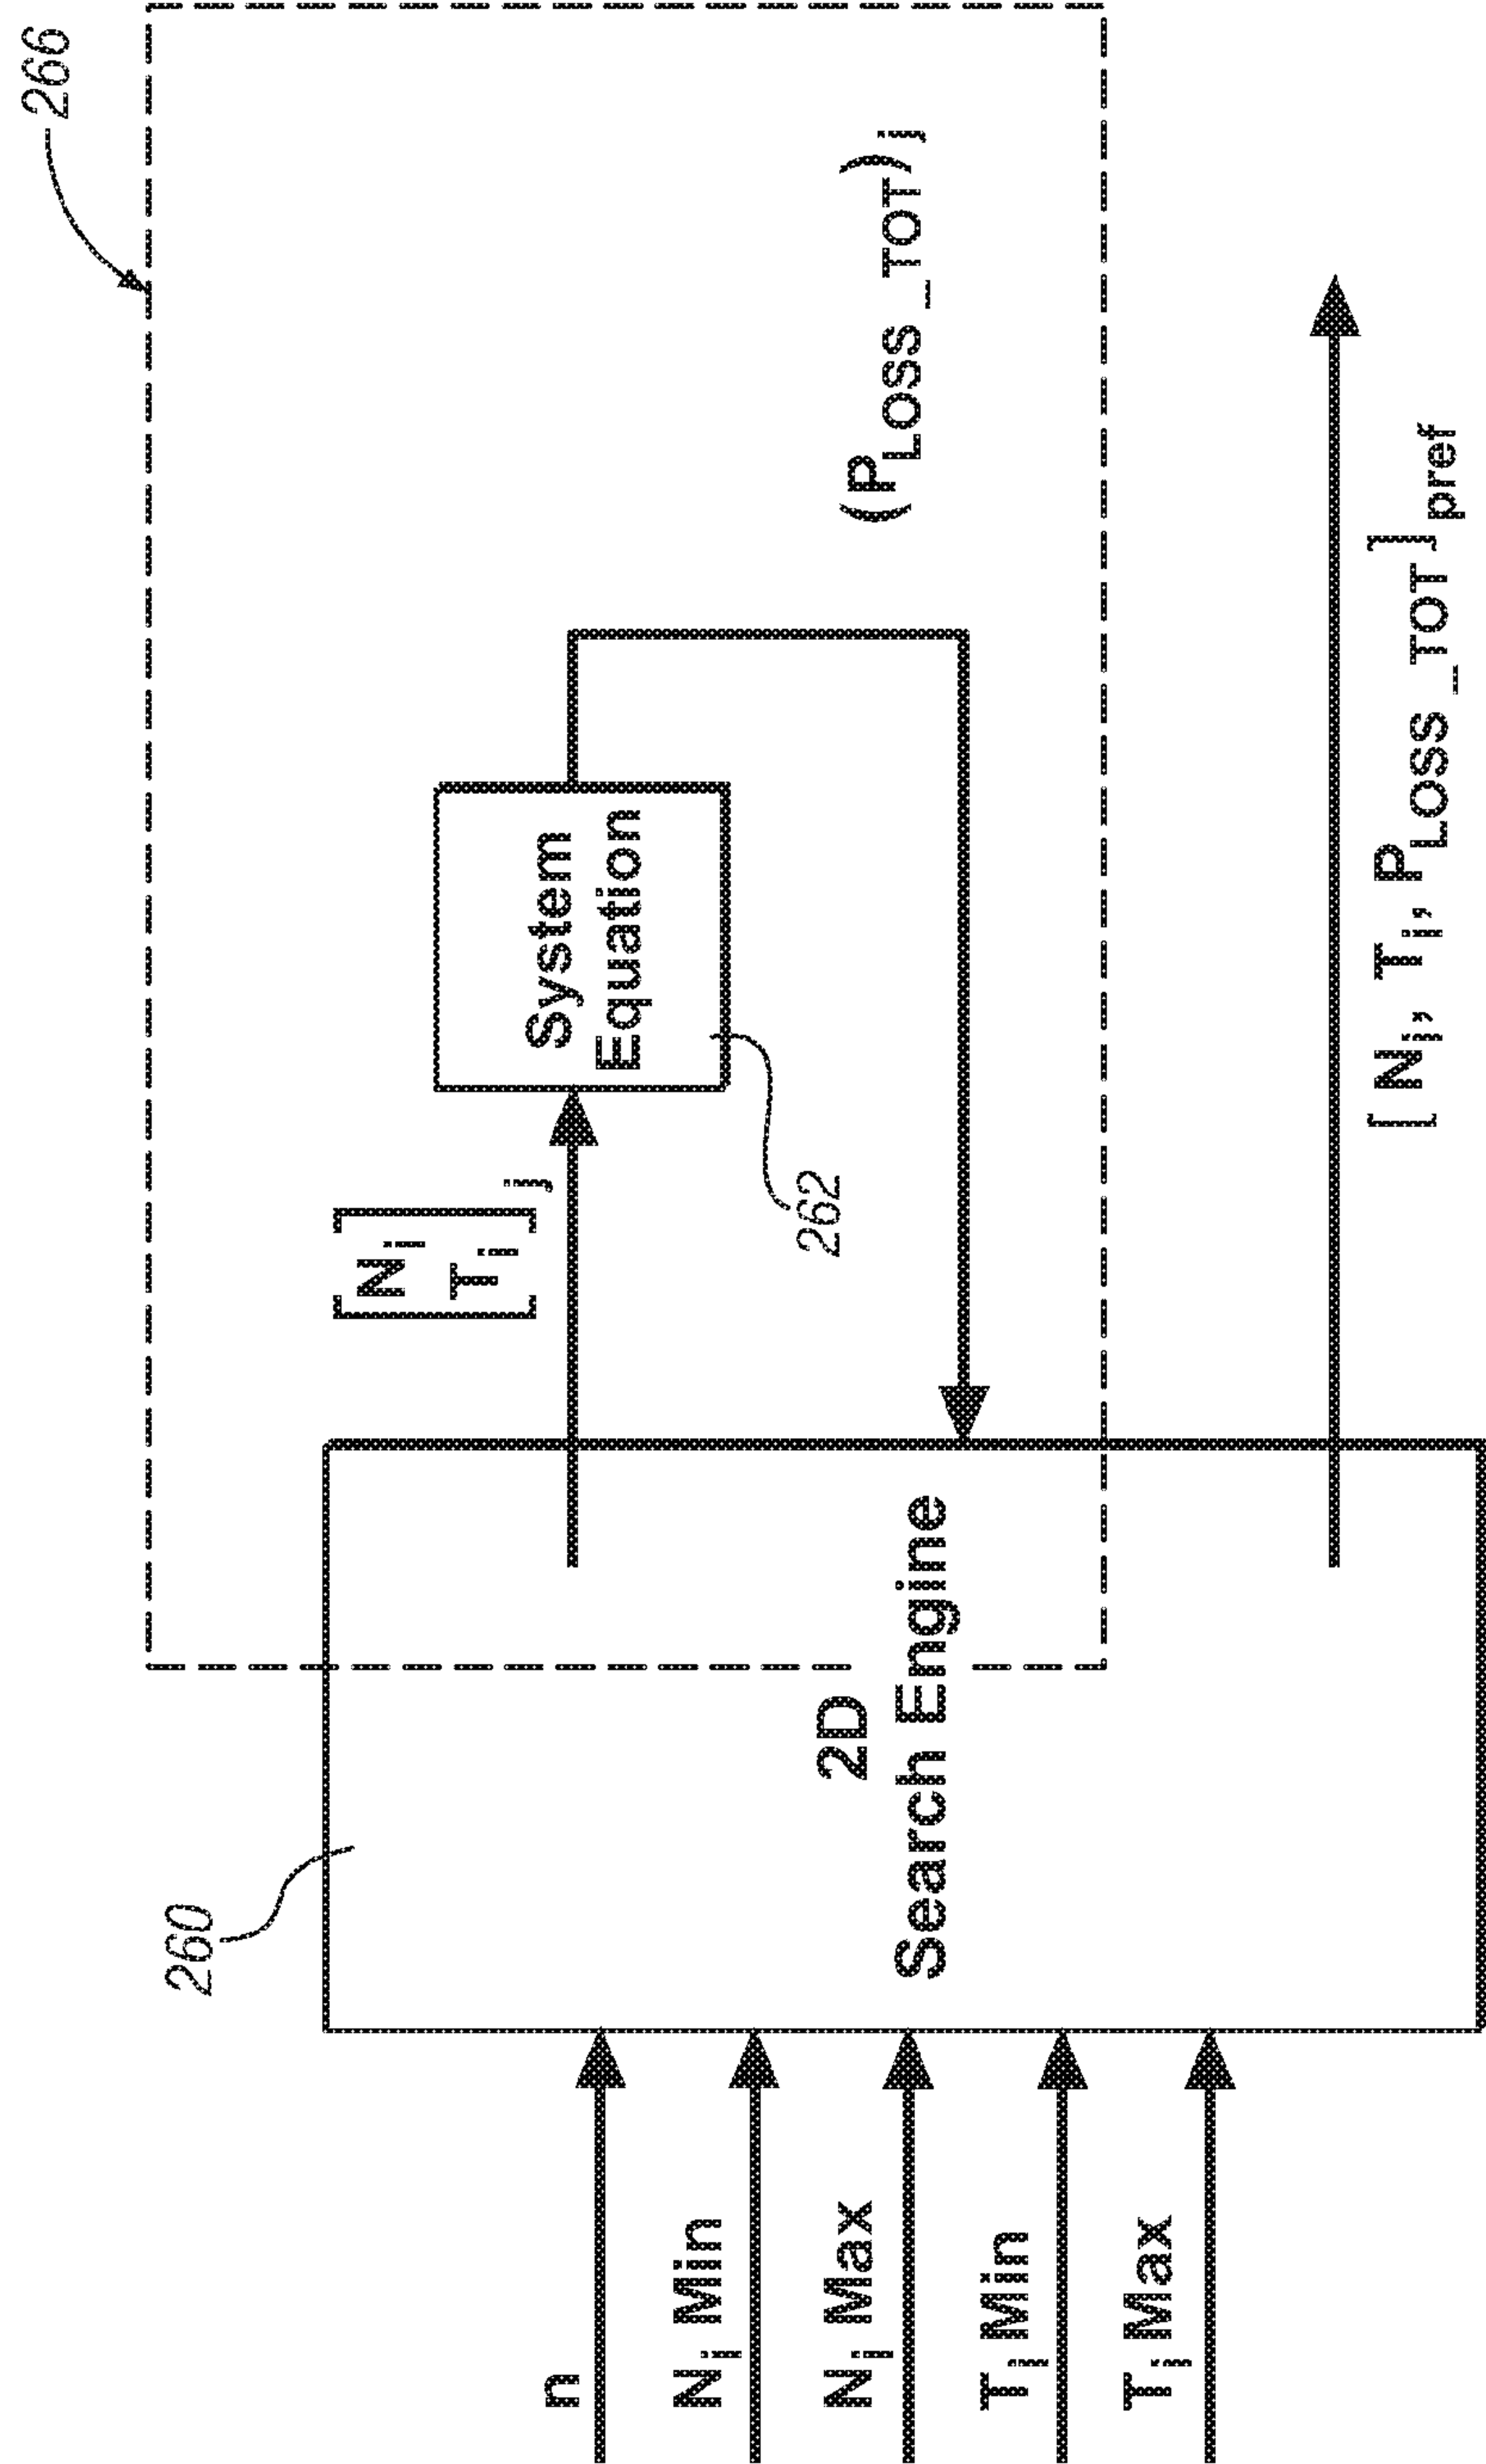 266
260
n
N_i Min
N_i Max
T_i Min
T_i Max
2D
Search Engine
[N_i
T_i]_j
System
Equation
262
(P_LOSS_TOT)_j
[ N_i, T_i, P_LOSS_TOT]_pref